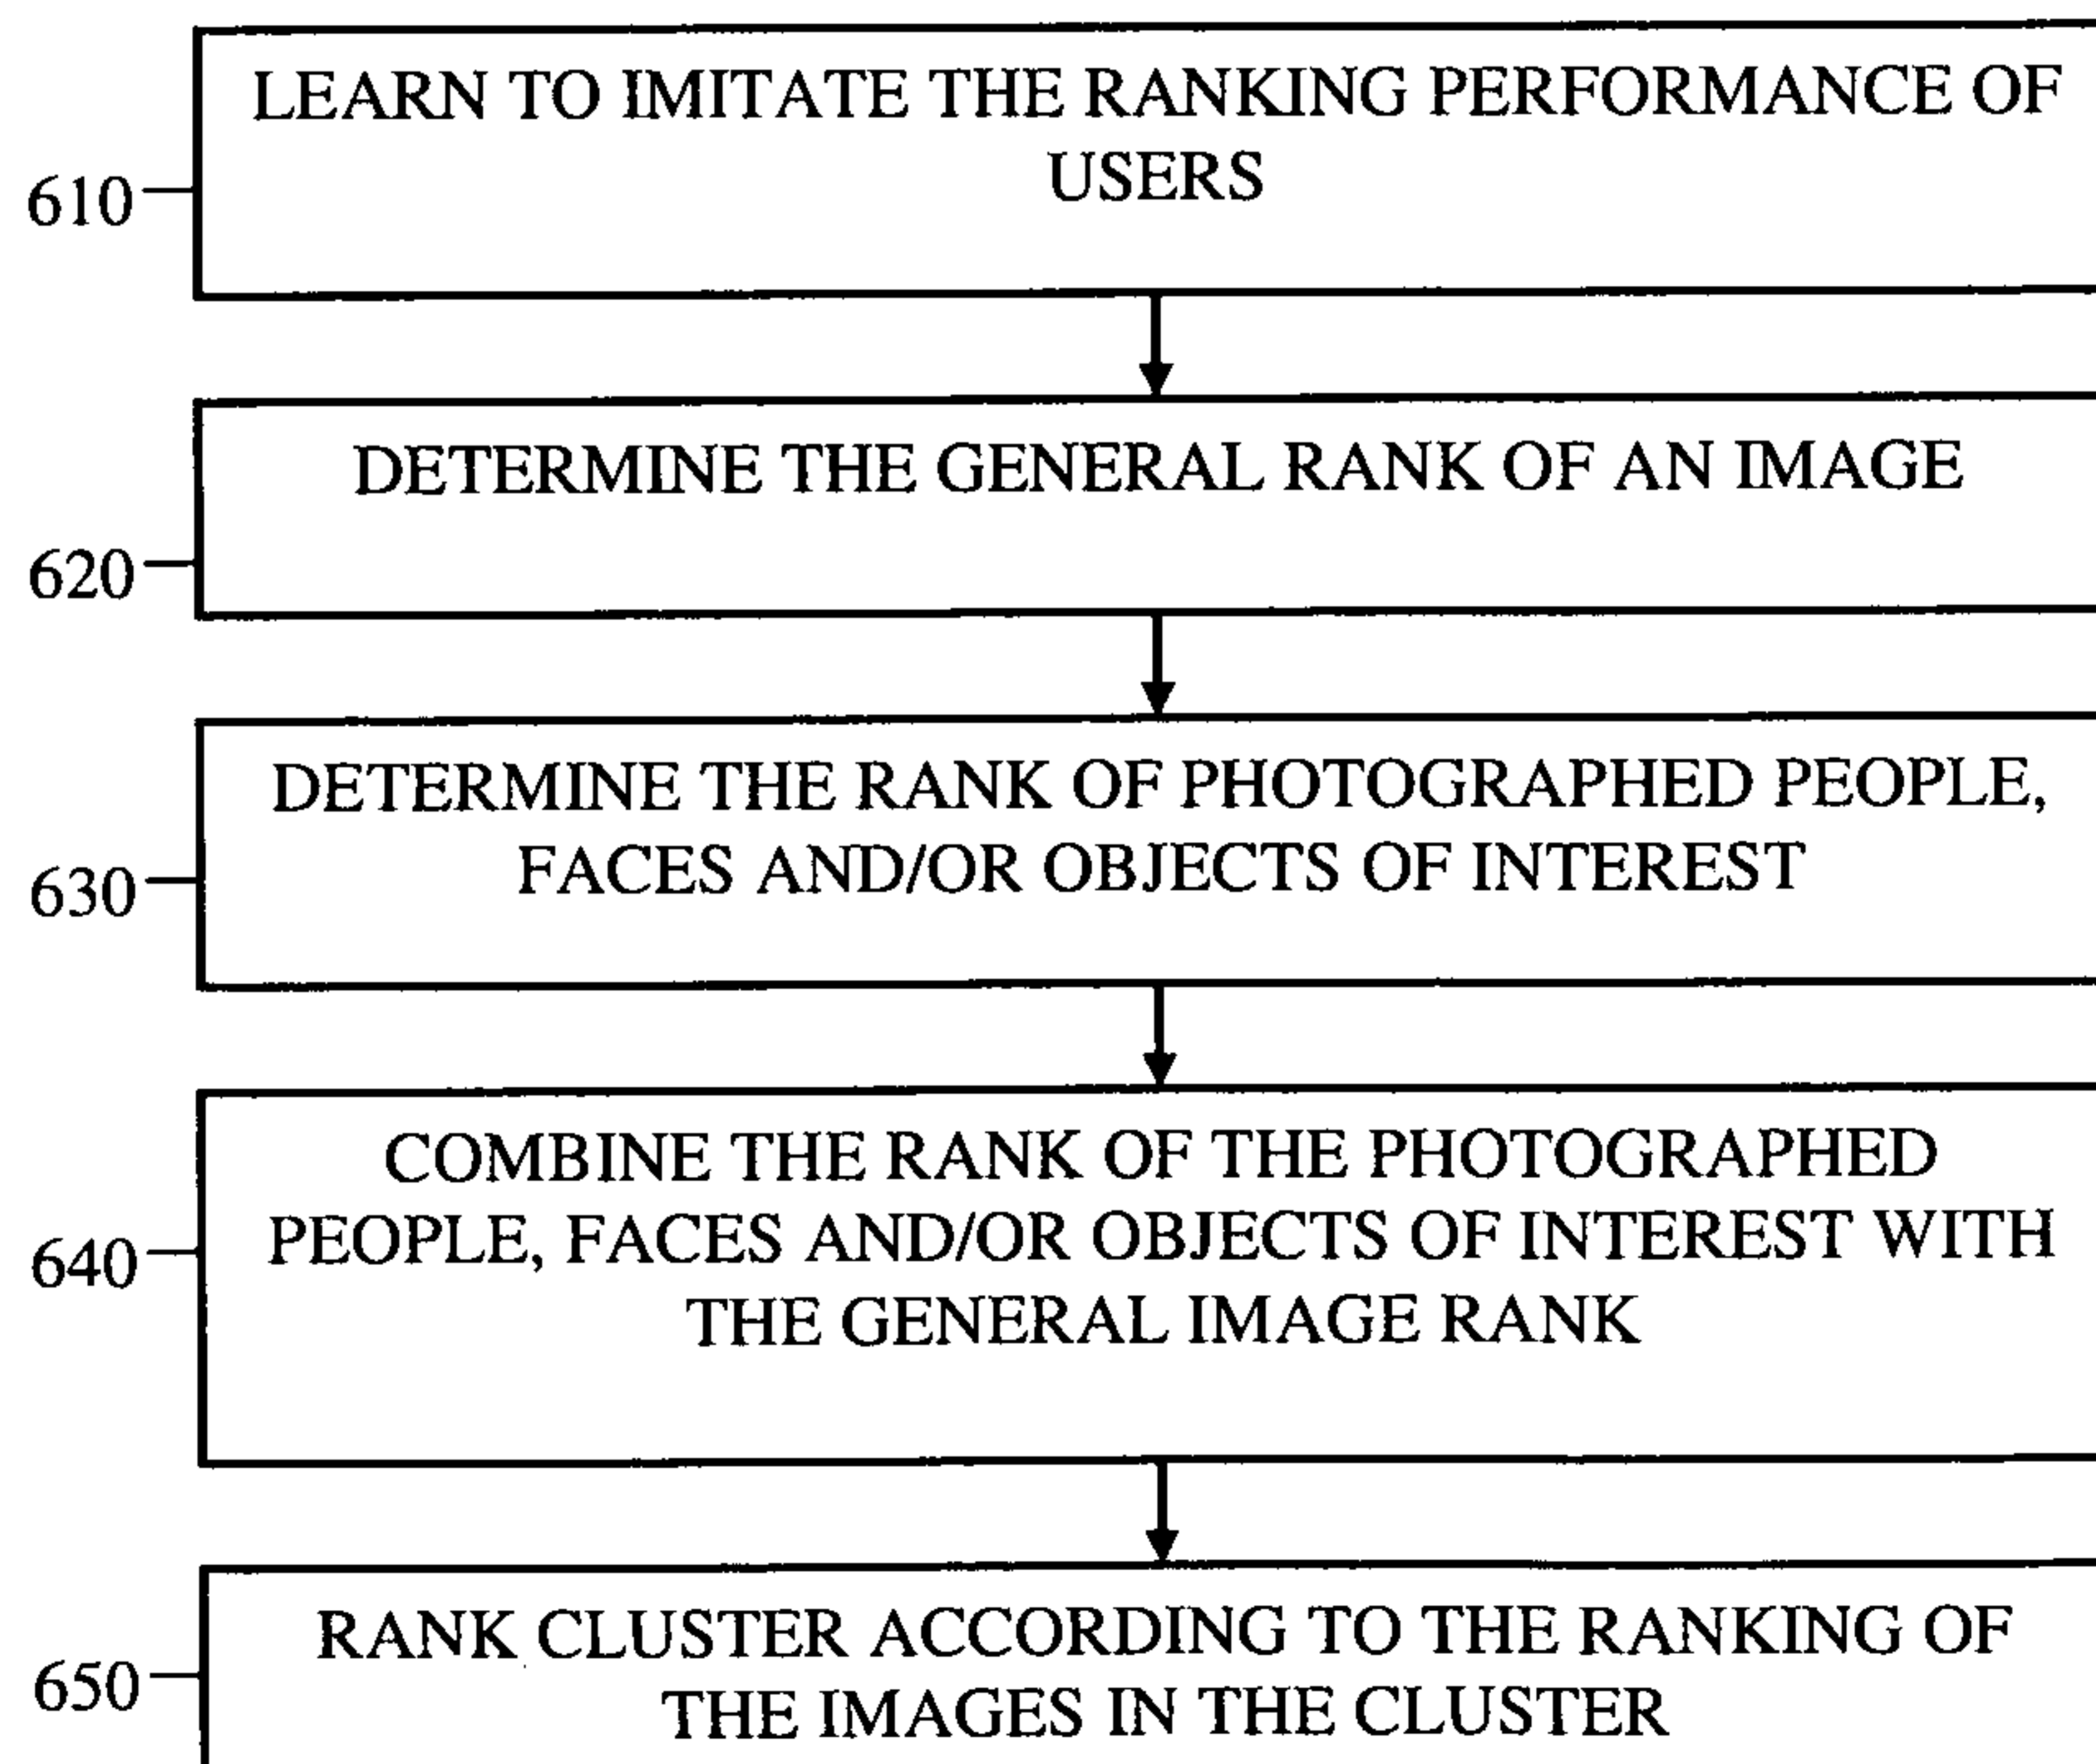 LEARN TO IMITATE THE RANKING PERFORMANCE OF
USERS
610
DETERMINE THE GENERAL RANK OF AN IMAGE
620
DETERMINE THE RANK OF PHOTOGRAPHED PEOPLE,
FACES AND/OR OBJECTS OF INTEREST
630
COMBINE THE RANK OF THE PHOTOGRAPHED
PEOPLE, FACES AND/OR OBJECTS OF INTEREST WITH
THE GENERAL IMAGE RANK
640
RANK CLUSTER ACCORDING TO THE RANKING OF
THE IMAGES IN THE CLUSTER
650